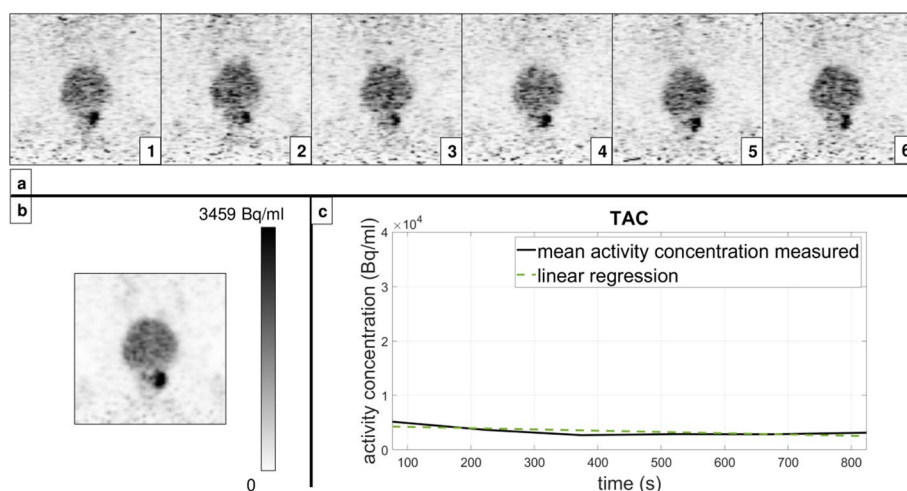 1 2 3 4 5 6
a
b
3459 Bq/ml
0
c
TAC
×10⁴
activity concentration (Bq/ml)
4
3
2
1
0
mean activity concentration measured
linear regression
100 200 300 400 500 600 700 800
time (s)